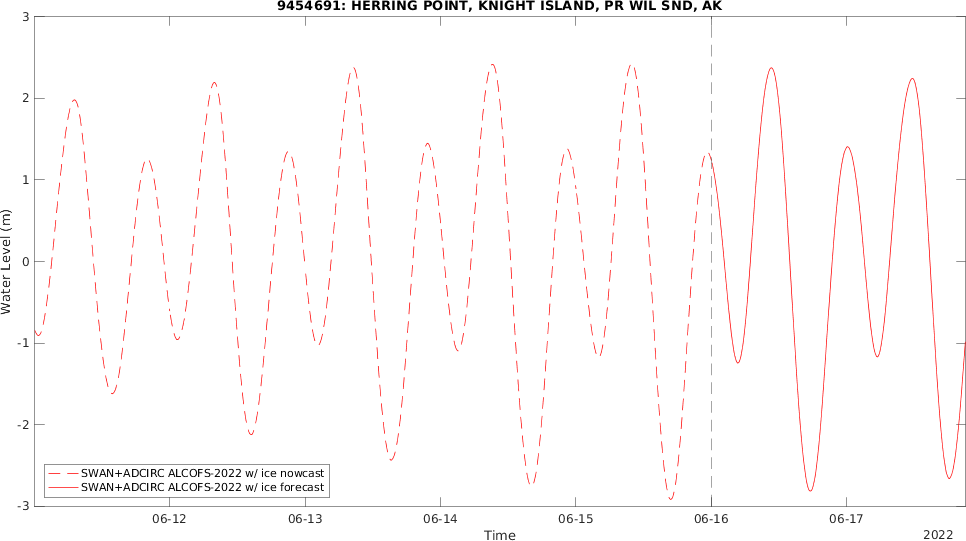 9454691: HERRING POINT, KNIGHT ISLAND, PR WIL SND, AK
3
2
1
0
-1
-2
-3
Water Level (m)
SWAN+ADCIRC ALCOFS-2022 w/ ice nowcast
SWAN+ADCIRC ALCOFS-2022 w/ ice forecast
06-12 06-13 06-14 06-15 06-16 06-17
Time
2022